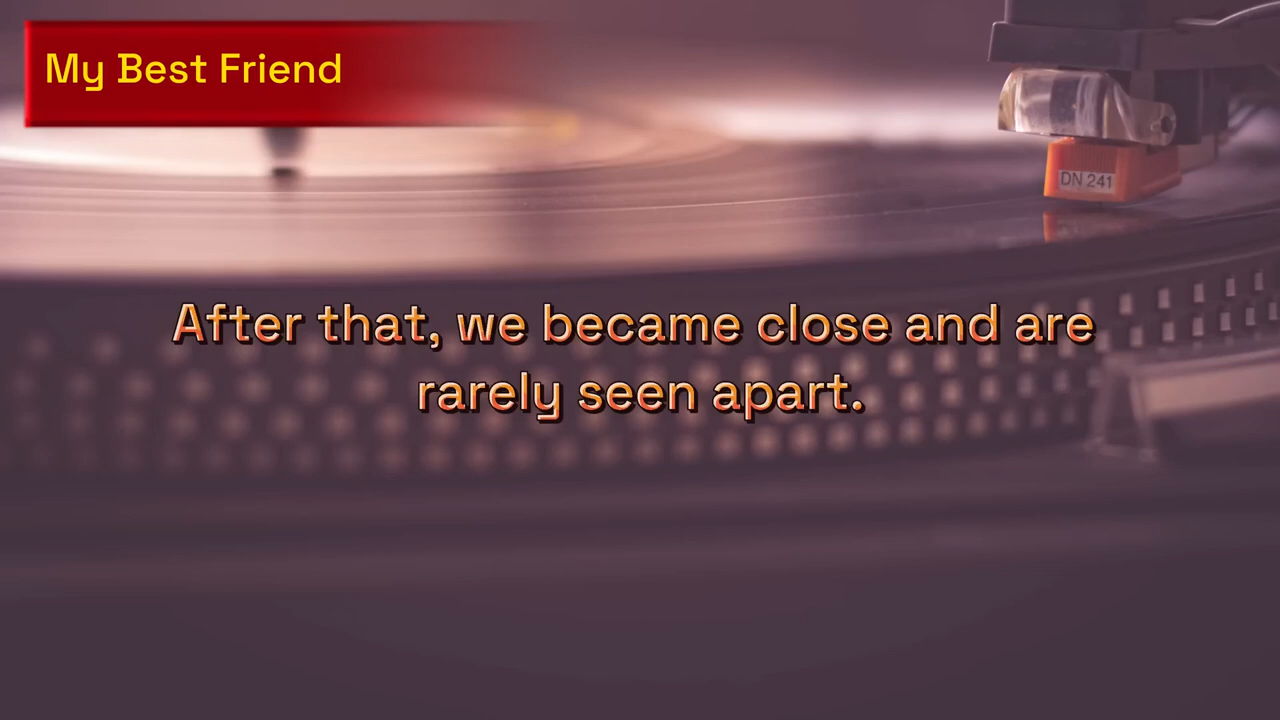 My Best Friend
DN 241
After that, we became close and are
rarely seen apart.